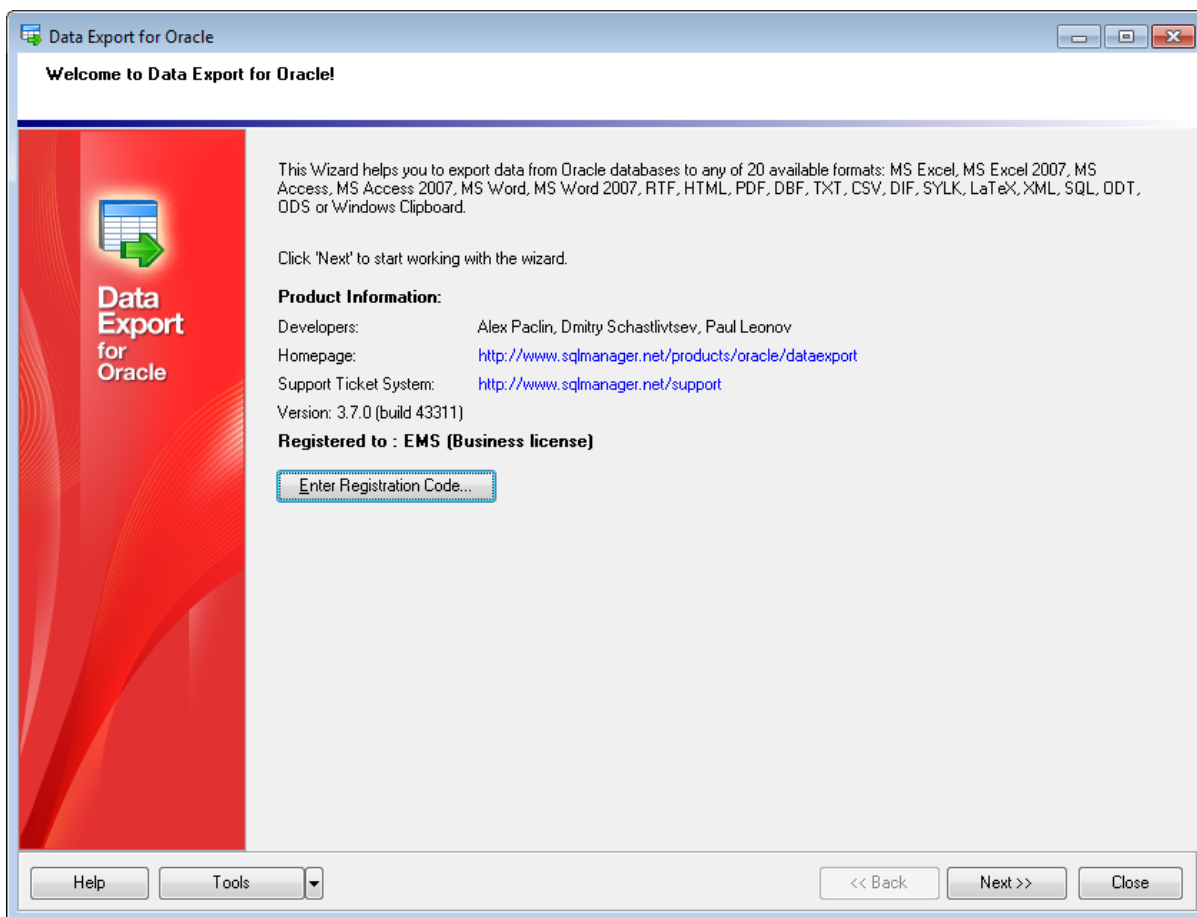 Data Export for Oracle
Welcome to Data Export for Oracle!
This Wizard helps you to export data from Oracle databases to any of 20 available formats: MS Excel, MS Excel 2007, MS
Access, MS Access 2007, MS Word, MS Word 2007, RTF, HTML, PDF, DBF, TXT, CSV, DIF, SYLK, LaTeX, XML, SQL, ODT,
ODS or Windows Clipboard.
Click 'Next' to start working with the wizard.
Data
Export
for
Oracle
Product Information:
Developers: Alex Paclin, Dmitry Schastlivtsev, Paul Leonov
Homepage: http://www.sqlmanager.net/products/oracle/dataexport
Support Ticket System: http://www.sqlmanager.net/support
Version: 3.7.0 (build 43311)
Registered to : EMS (Business license)
Enter Registration Code...
Help Tools << Back Next >> Close